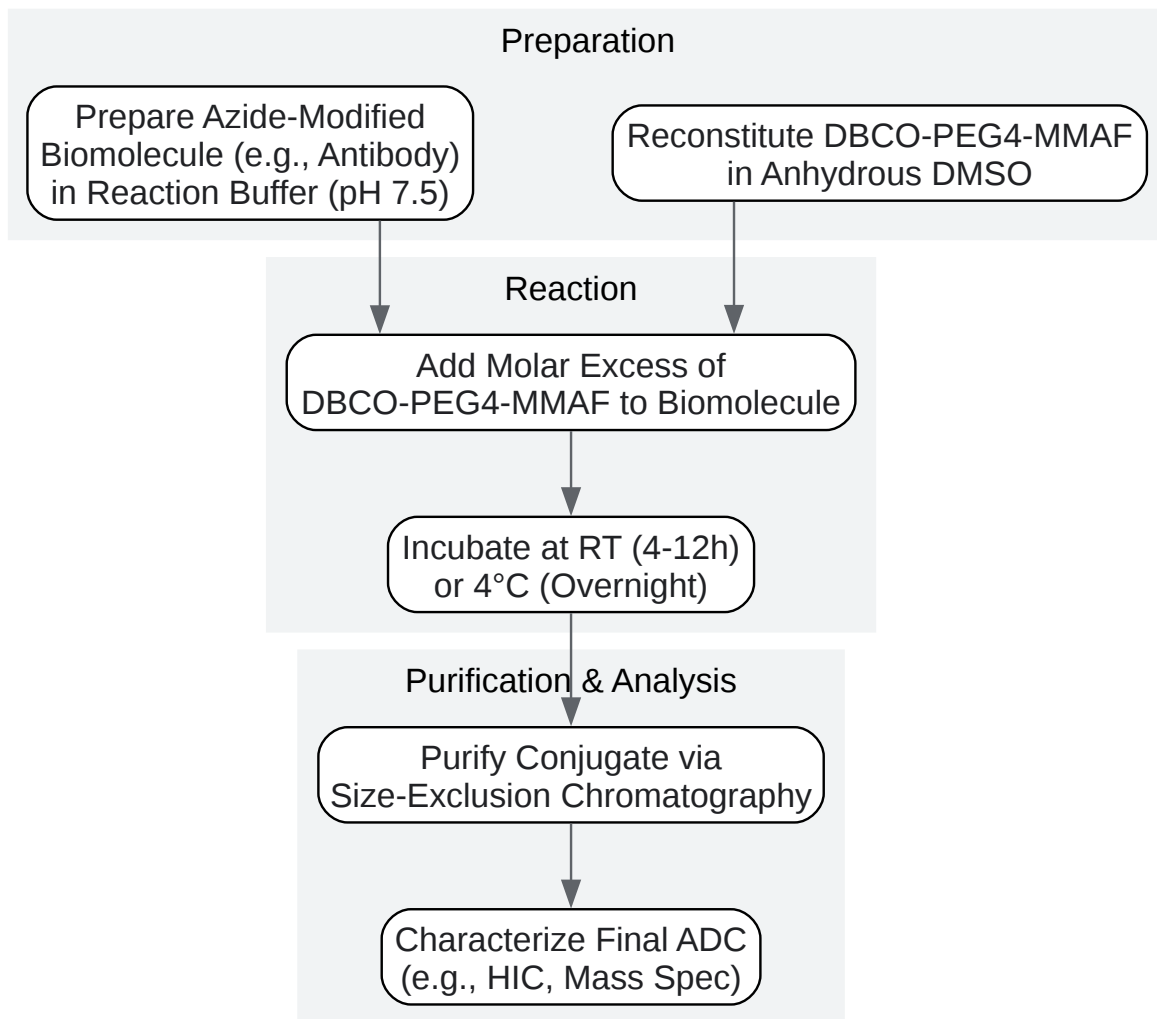 Preparation
Prepare Azide-Modified
Biomolecule (e.g., Antibody)
in Reaction Buffer (pH 7.5)
Reconstitute DBCO-PEG4-MMAF
in Anhydrous DMSO
Reaction
Add Molar Excess of
DBCO-PEG4-MMAF to Biomolecule
Incubate at RT (4-12h)
or 4°C (Overnight)
Purification & Analysis
Purify Conjugate via
Size-Exclusion Chromatography
Characterize Final ADC
(e.g., HIC, Mass Spec)